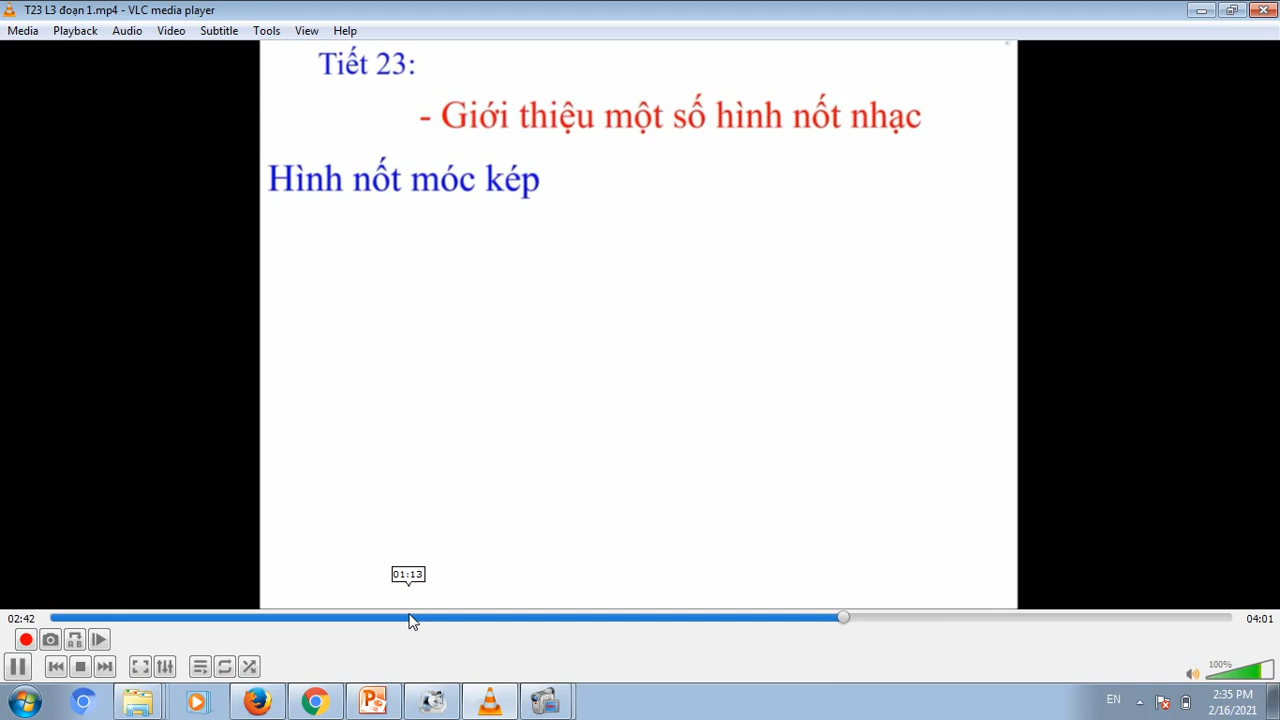 T23 L3 đoạn 1.mp4 - VLC media player
Media Playback Audio Video Subtitle Tools View Help
Tiết 23:
- Giới thiệu một số hình nốt nhạc
Hình nốt móc kép
01:13
02:42
04:01
100%
EN
2:35 PM
2/16/2021